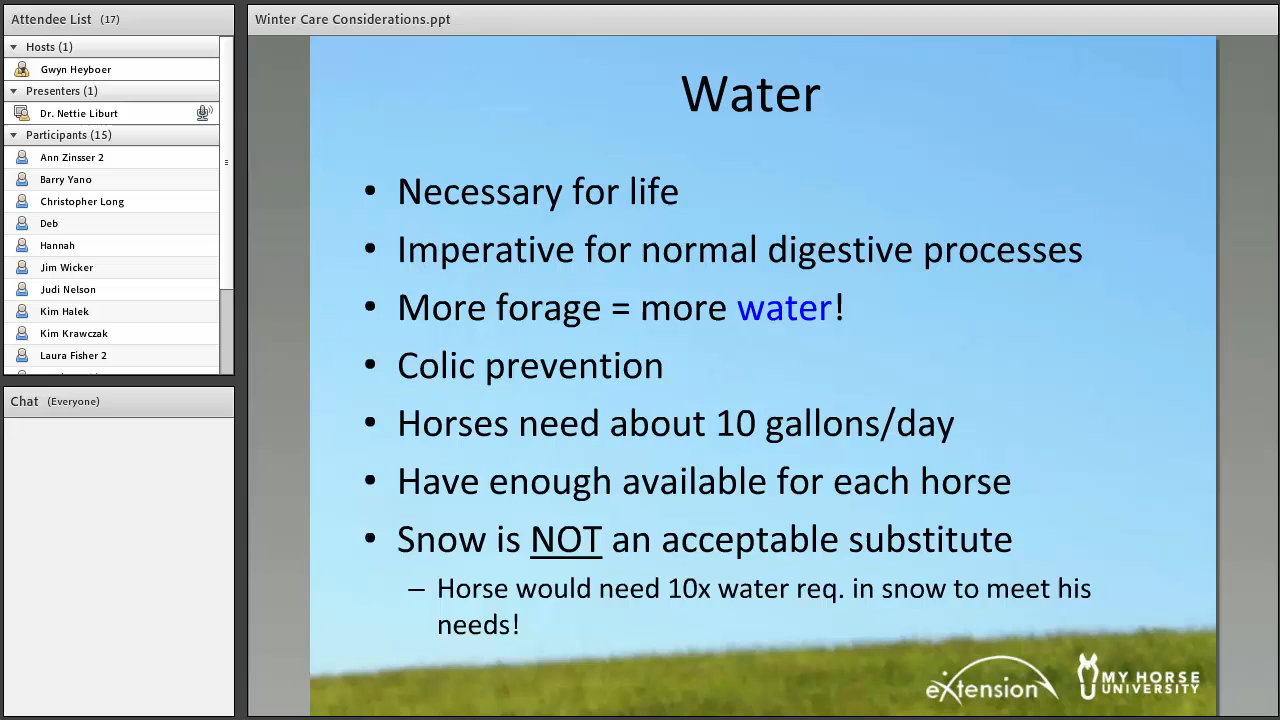 Attendee List (17)
Hosts (1)
Gwyn Heyboer
Presenters (1)
Dr. Nettie Liburt
Participants (15)
Ann Zinsser 2
Barry Yano
Christopher Long
Deb
Hannah
Jim Wicker
Judi Nelson
Kim Halek
Kim Krawczak
Laura Fisher 2
Chat (Everyone)
Winter Care Considerations.ppt
Water
• Necessary for life
• Imperative for normal digestive processes
• More forage = more water!
• Colic prevention
• Horses need about 10 gallons/day
• Have enough available for each horse
• Snow is NOT an acceptable substitute
– Horse would need 10x water req. in snow to meet his
needs!
eXtension
MY HORSE
UNIVERSITY